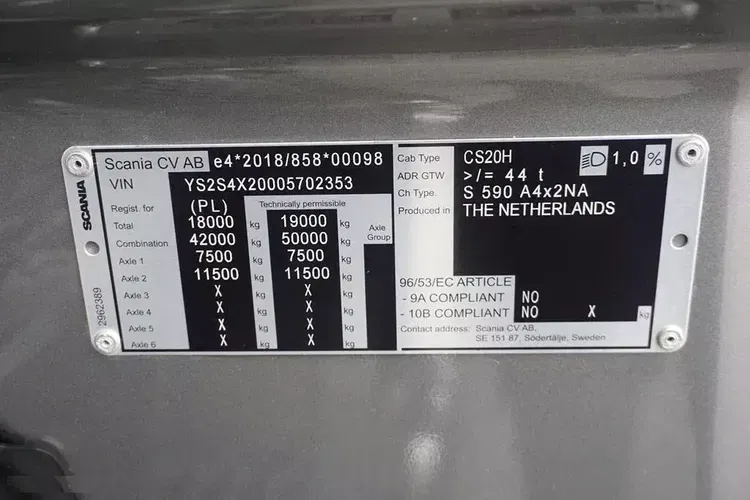 SCANIA
2962389
Scania CV AB e4*2018/858*00098
VIN YS2S4X20005702353
Regist. for (PL) Technically permissible
Total 18000 kg 19000 kg Axle Group
Combination 42000 kg 50000 kg
Axle 1 7500 kg 7500 kg
Axle 2 11500 kg 11500 kg
Axle 3 X kg X kg
Axle 4 X kg X kg
Axle 5 X kg X kg
Axle 6 X kg X kg
Cab Type CS20H 1,0 %
ADR GTW >/= 44 t
Ch Type. S 590 A4x2NA
Produced in THE NETHERLANDS
96/53/EC ARTICLE
- 9A COMPLIANT NO
- 10B COMPLIANT NO X kg
Contact address: Scania CV AB,
SE 151 87, Södertälje, Sweden